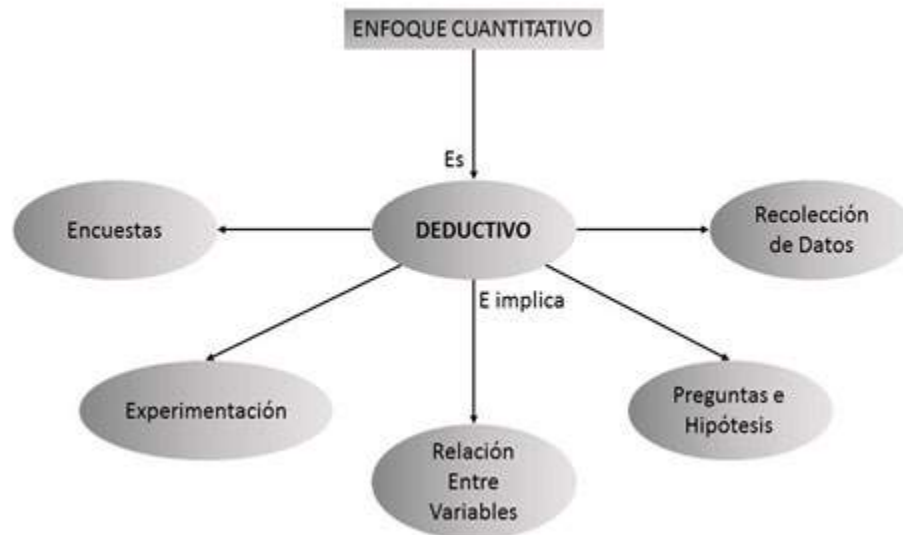 ENFOQUE CUANTITATIVO
Es
Encuestas
DEDUCTIVO
Recolección
de Datos
E implica
Experimentación
Preguntas e
Hipótesis
Relación
Entre
Variables